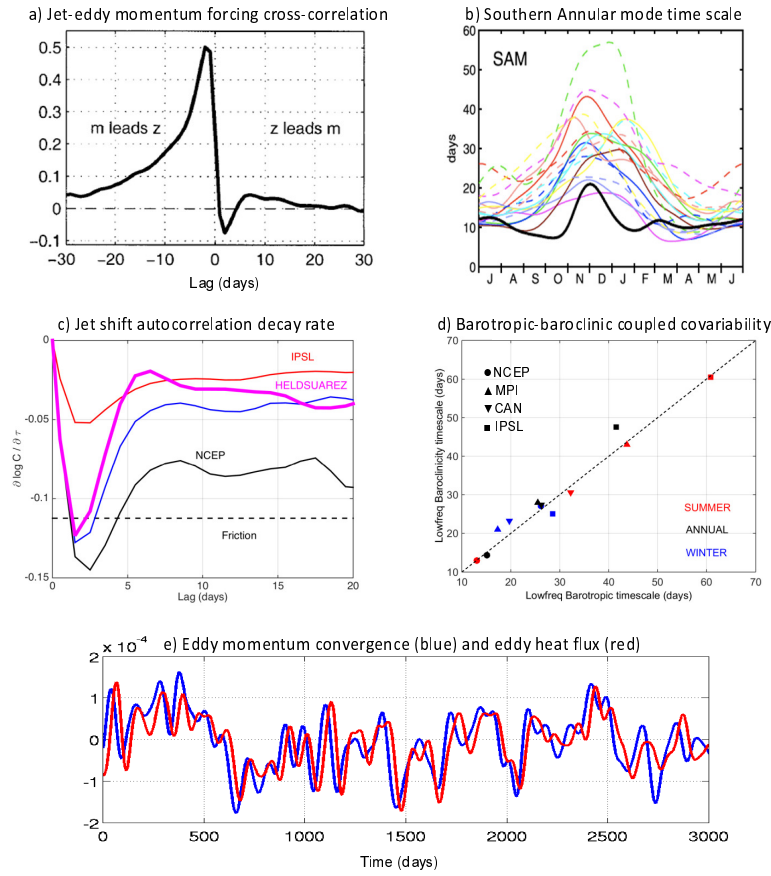 a) Jet-eddy momentum forcing cross-correlation
0.5
0.4
0.3
0.2
0.1
0
-0.1
m leads z
z leads m
-30 -20 -10 0 10 20 30
Lag (days)
b) Southern Annular mode time scale
SAM
60
50
40
30
20
10
0
days
J A S O N D J F M A M J
c) Jet shift autocorrelation decay rate
0
-0.05
-0.1
-0.15
∂ log C / ∂ τ
IPSL
HELDSUAREZ
NCEP
Friction
0 5 10 15 20
Lag (days)
d) Barotropic-baroclinic coupled covariability
70
60
50
40
30
20
10
Lowfreq Baroclinicity timescale (days)
NCEP
MPI
CAN
IPSL
SUMMER
ANNUAL
WINTER
10 20 30 40 50 60 70
Lowfreq Barotropic timescale (days)
e) Eddy momentum convergence (blue) and eddy heat flux (red)
× 10-4
2
1
0
-1
-2
0 500 1000 1500 2000 2500 3000
Time (days)